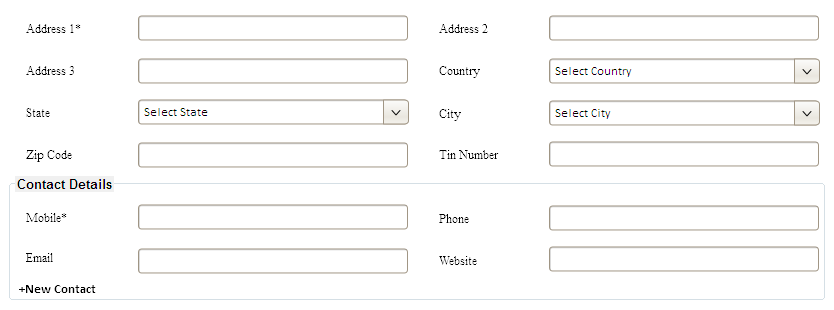 Address 1* Address 2
Address 3 Country Select Country
State Select State City Select City
Zip Code Tin Number
Contact Details
Mobile* Phone
Email Website
+New Contact